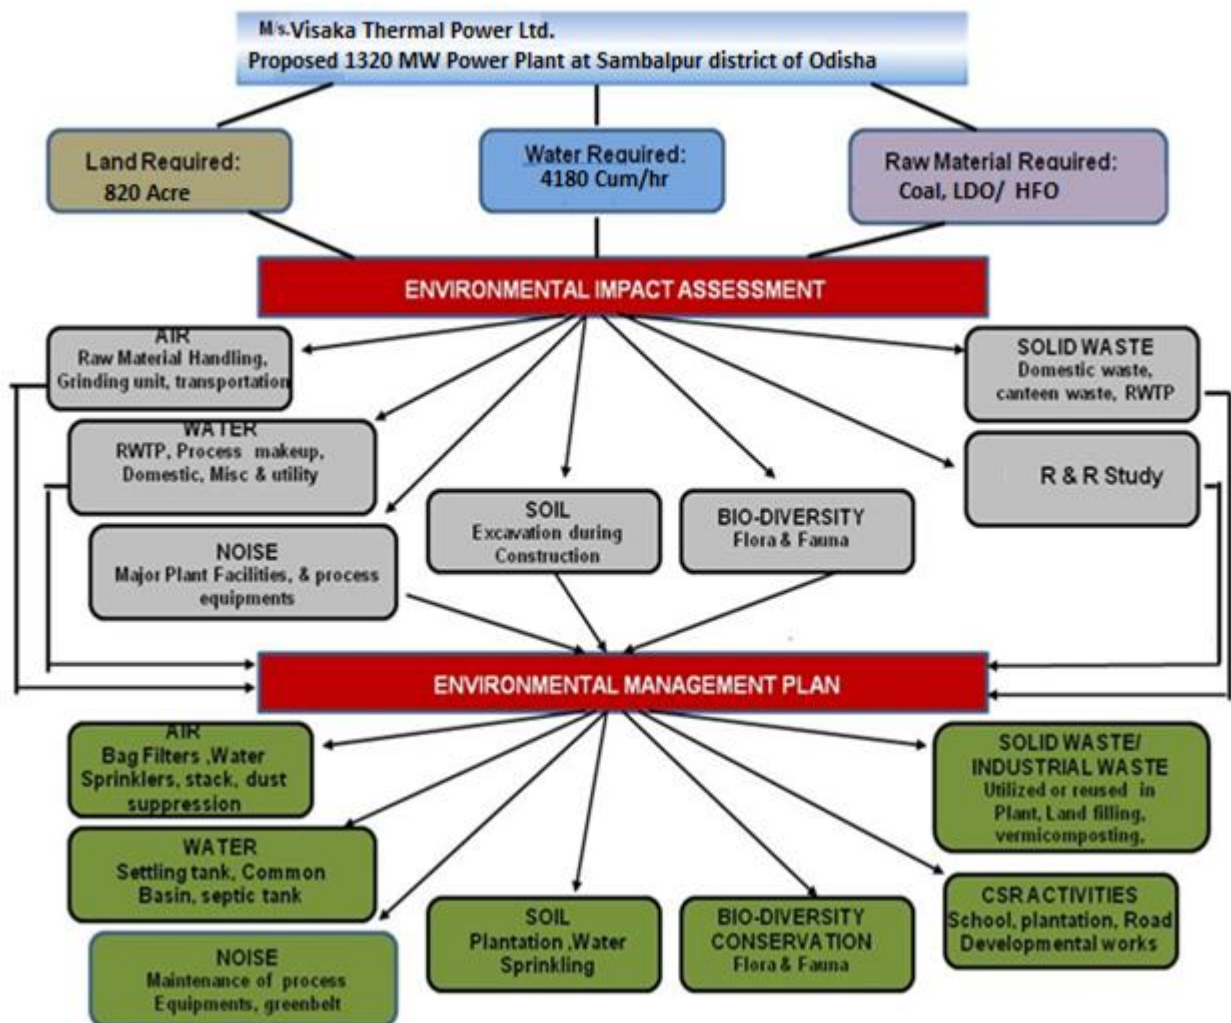 M/s.Visaka Thermal Power Ltd.
Proposed 1320 MW Power Plant at Sambalpur district of Odisha
Land Required:
820 Acre
Water Required:
4180 Cum/hr
Raw Material Required:
Coal, LDO/ HFO
ENVIRONMENTAL IMPACT ASSESSMENT
AIR
Raw Material Handling,
Grinding unit, transportation
SOLID WASTE
Domestic waste,
canteen waste, RWTP
WATER
RWTP, Process makeup,
Domestic, Misc & utility
R & R Study
SOIL
Excavation during
Construction
BIO-DIVERSITY
Flora & Fauna
NOISE
Major Plant Facilities, & process
equipments
ENVIRONMENTAL MANAGEMENT PLAN
AIR
Bag Filters ,Water
Sprinklers, stack, dust
suppression
SOLID WASTE/
INDUSTRIAL WASTE
Utilized or reused in
Plant, Land filling,
vermicomposting,
WATER
Settling tank, Common
Basin, septic tank
CSR ACTIVITIES
School, plantation, Road
Developmental works
SOIL
Plantation ,Water
Sprinkling
BIO-DIVERSITY
CONSERVATION
Flora & Fauna
NOISE
Maintenance of process
Equipments, greenbelt